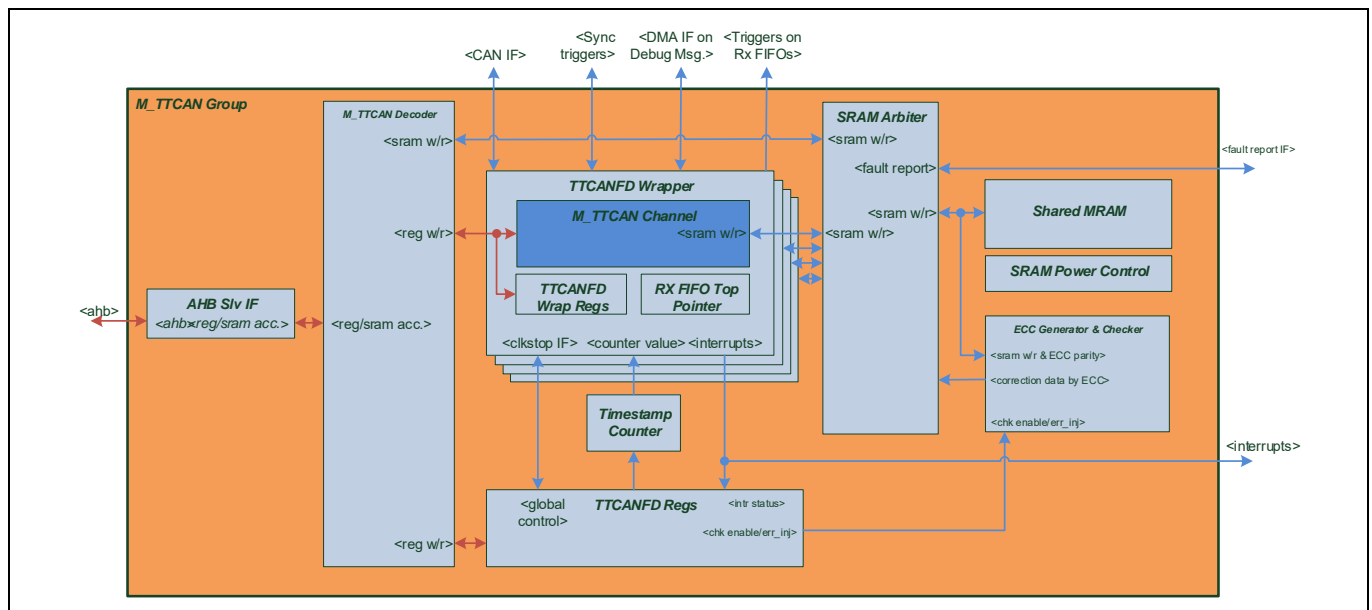 <CAN IF>
<Sync
triggers>
<DMA IF on
Debug Msg.>
<Triggers on
Rx FIFOs>
M_TTCAN Group
M_TTCAN Decoder
<sram w/r>
<reg w/r>
<reg/sram acc.>
<reg w/r>
<ahb>
AHB Slv IF
<ahb≍reg/sram acc.>
TTCANFD Wrapper
M_TTCAN Channel
<sram w/r>
TTCANFD
Wrap Regs
RX FIFO Top
Pointer
<clkstop IF>
<counter value>
<interrupts>
Timestamp
Counter
<global
control>
TTCANFD Regs
<intr status>
<chk enable/err_inj>
SRAM Arbiter
<sram w/r>
<fault report>
<sram w/r>
<sram w/r>
<fault report IF>
Shared MRAM
SRAM Power Control
ECC Generator & Checker
<sram w/r & ECC parity>
<correction data by ECC>
<chk enable/err_inj>
<interrupts>